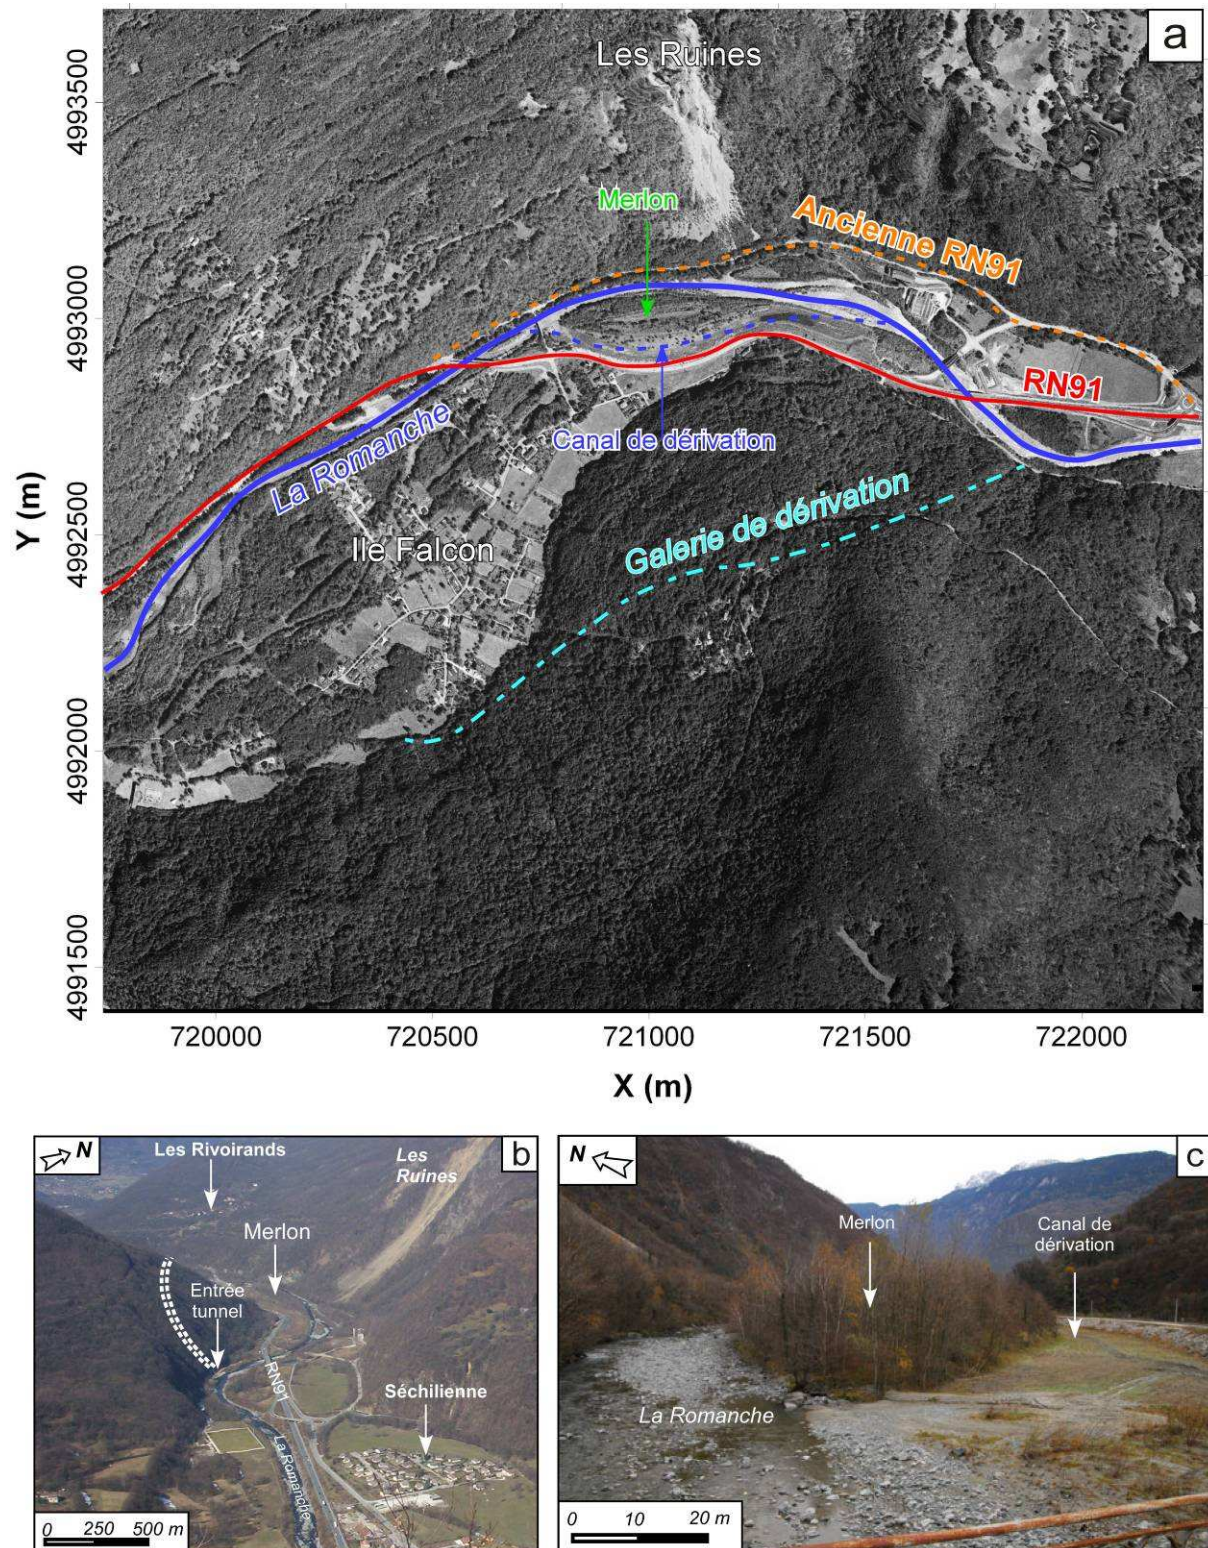 a
Les Ruines
4993500
Merlon
Ancienne RN91
4993000
RN91
La Romanche
Canal de dérivation
Y (m)
4992500
Galerie de dérivation
Ile Falcon
4992000
4991500
720000
720500
721000
721500
722000
X (m)
N
b
Les Rivoirands
Les
Ruines
Merlon
Entrée
tunnel
RN91
Séchilienne
La Romanche
0 250 500 m
N
c
Merlon
Canal de
dérivation
La Romanche
0 10 20 m